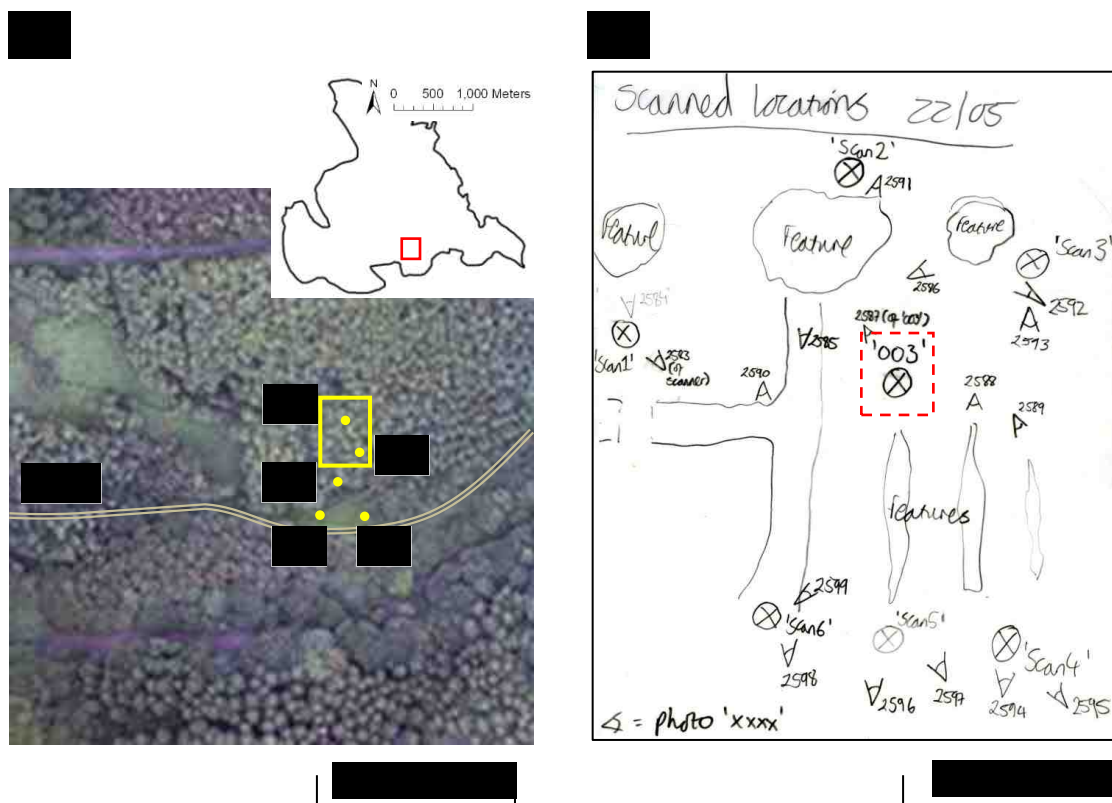 N
0 500 1,000 Meters
Scanned locations 22/05
'Scan2'
2591
Feature
Feature
Feature
'Scan3'
2586
2584'
2592
2587 (of '003')
2585
2593
'003'
'Scan1'
2583
(of
scanner)
2590
2588
2589
Features
2599
'Scan6'
'Scan5'
'Scan4'
2598
2596
2597
2594
2595
= photo 'xxxx'